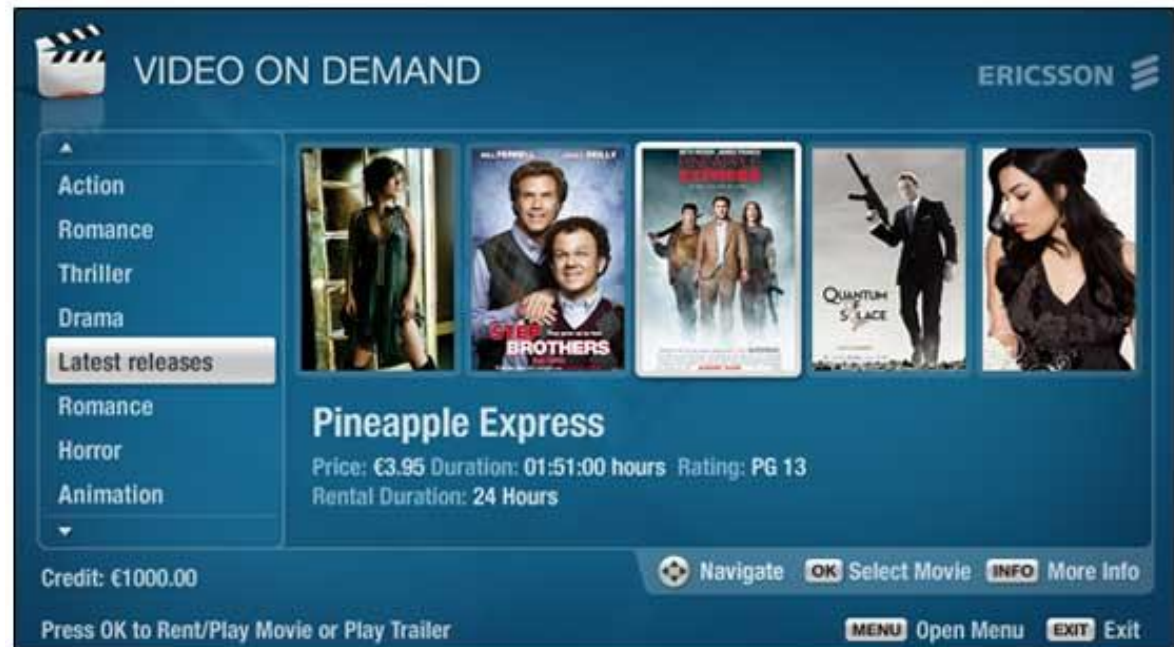 VIDEO ON DEMAND
ERICSSON
Action
Romance
Thriller
Drama
Latest releases
Romance
Horror
Animation
STEP
BROTHERS
PINEAPPLE
EXPRESS
QUANTUM
OF
SOLACE
Pineapple Express
Price: €3.95 Duration: 01:51:00 hours Rating: PG 13
Rental Duration: 24 Hours
Credit: €1000.00
Navigate OK Select Movie INFO More Info
Press OK to Rent/Play Movie or Play Trailer
MENU Open Menu EXIT Exit